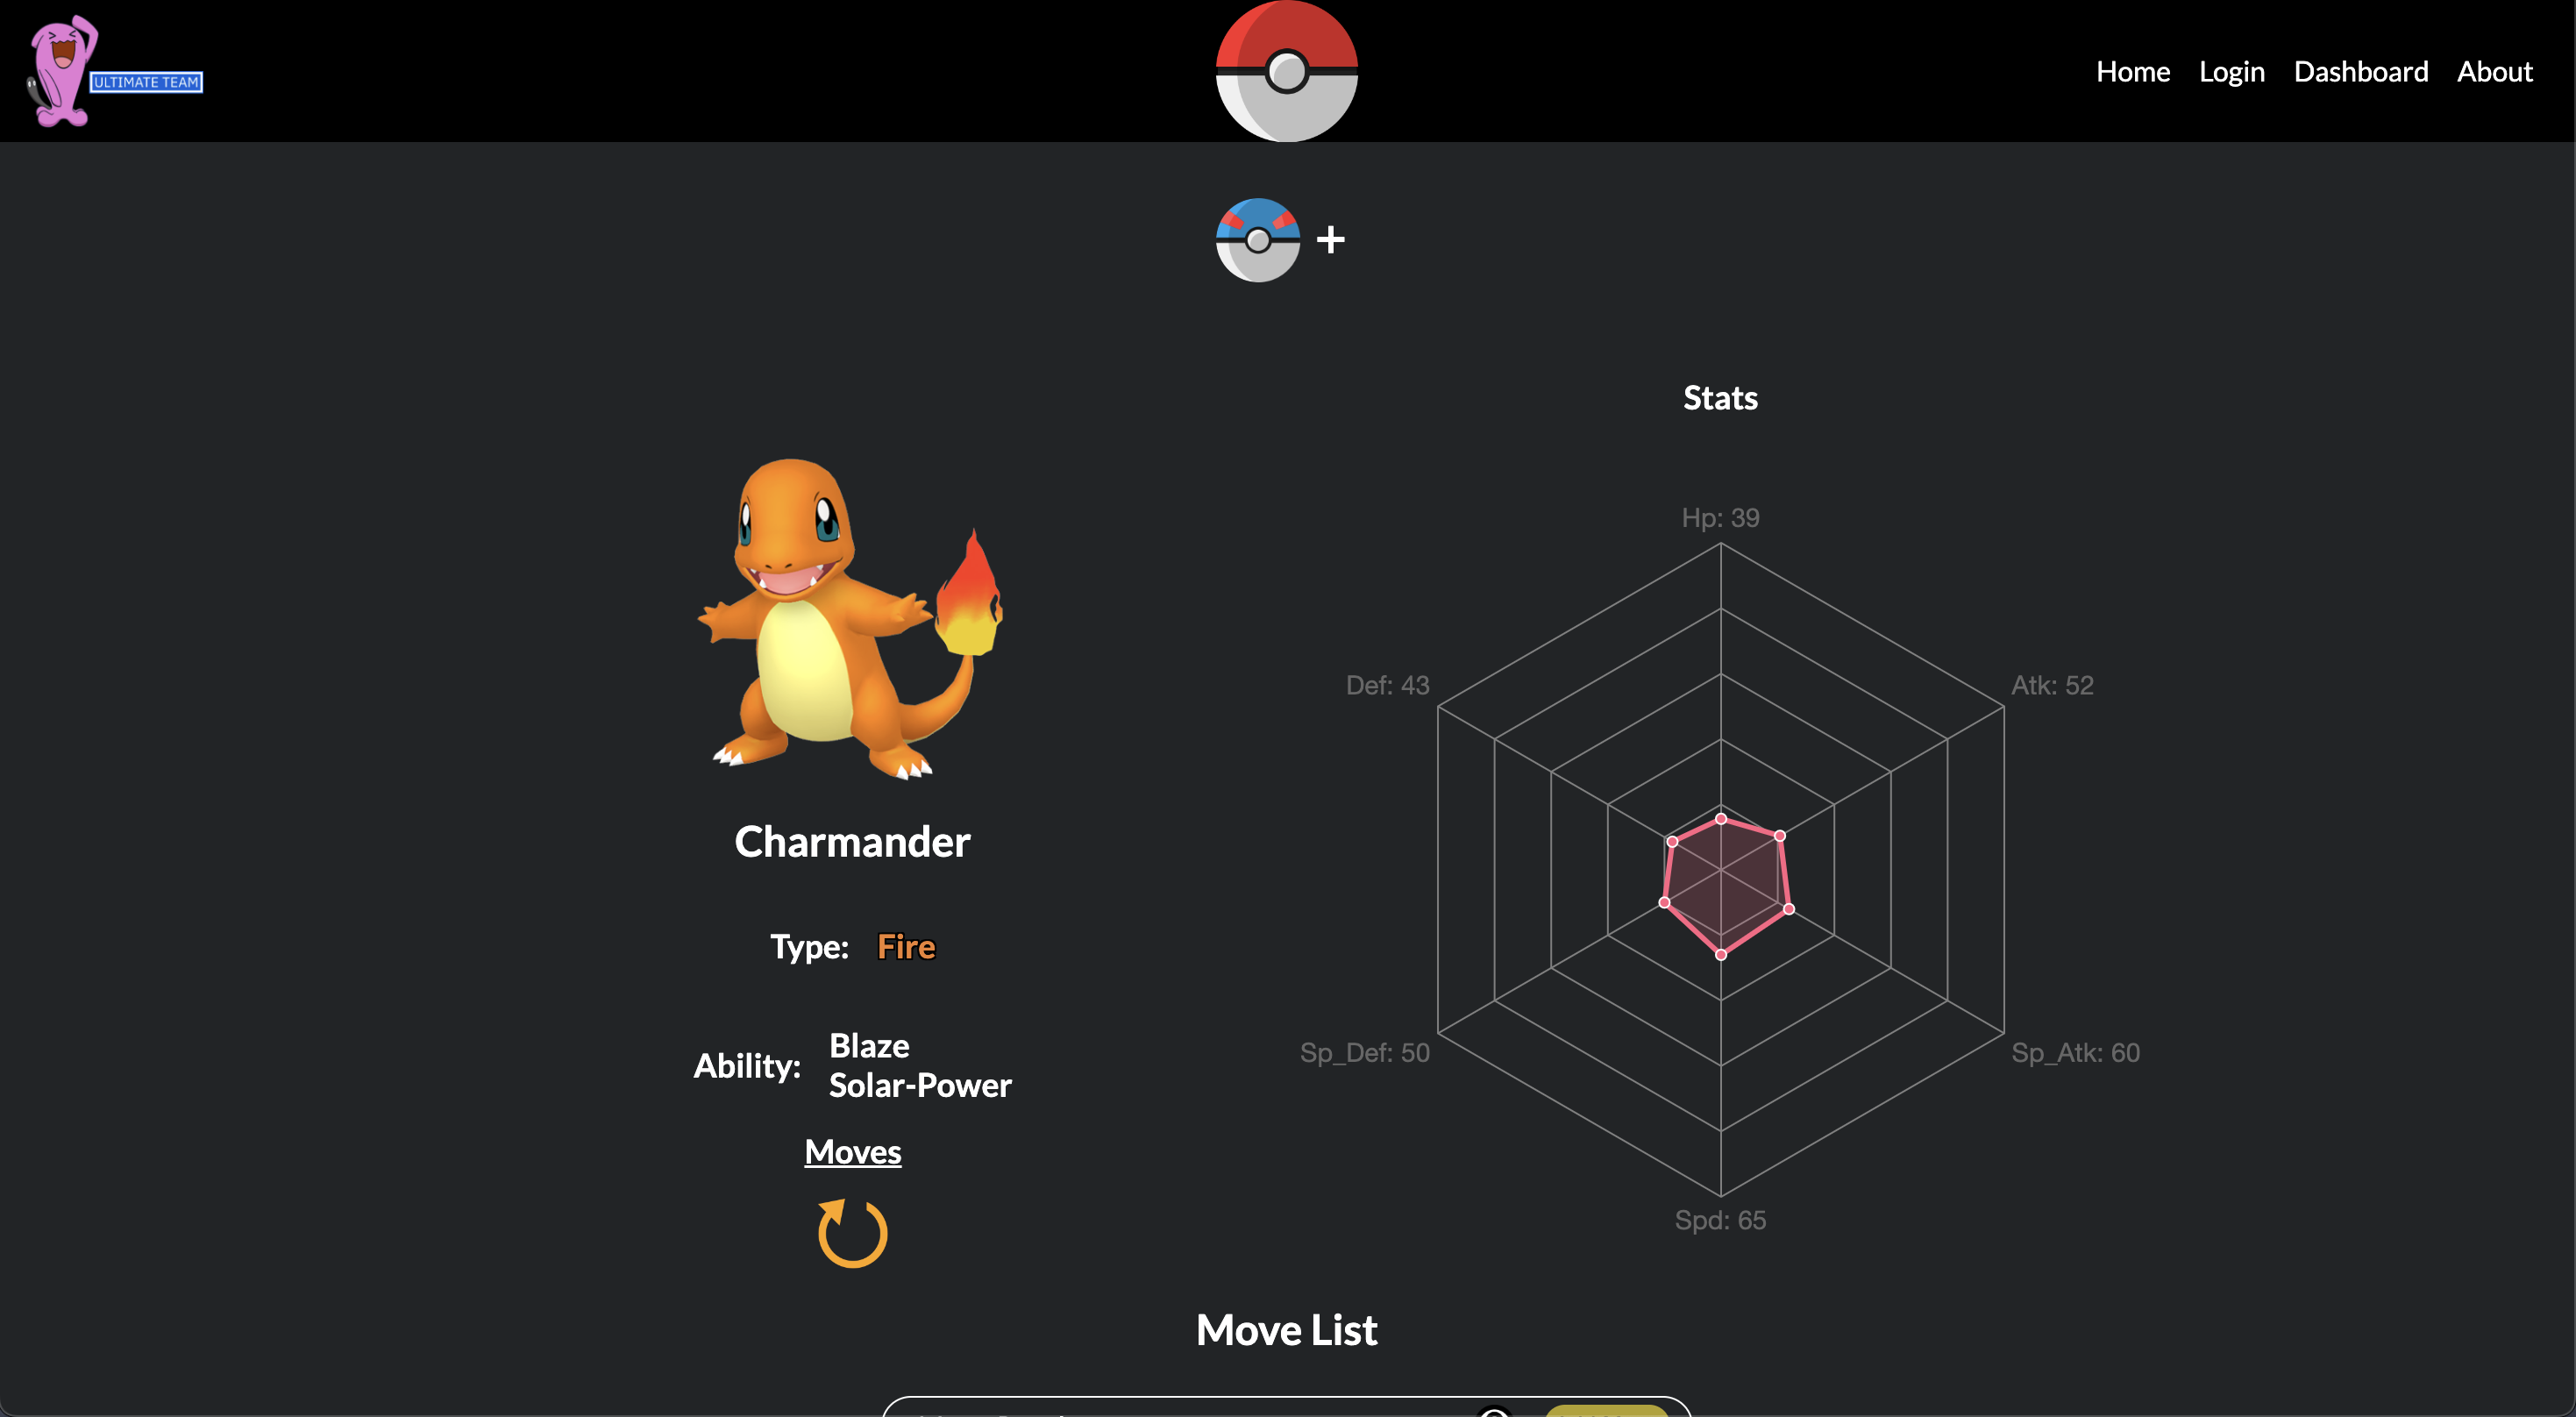 ULTIMATE TEAM
Home Login Dashboard About
Stats
Hp: 39
Def: 43
Atk: 52
Sp_Def: 50
Sp_Atk: 60
Spd: 65
Charmander
Type: Fire
Ability:
Blaze
Solar-Power
Moves
Move List